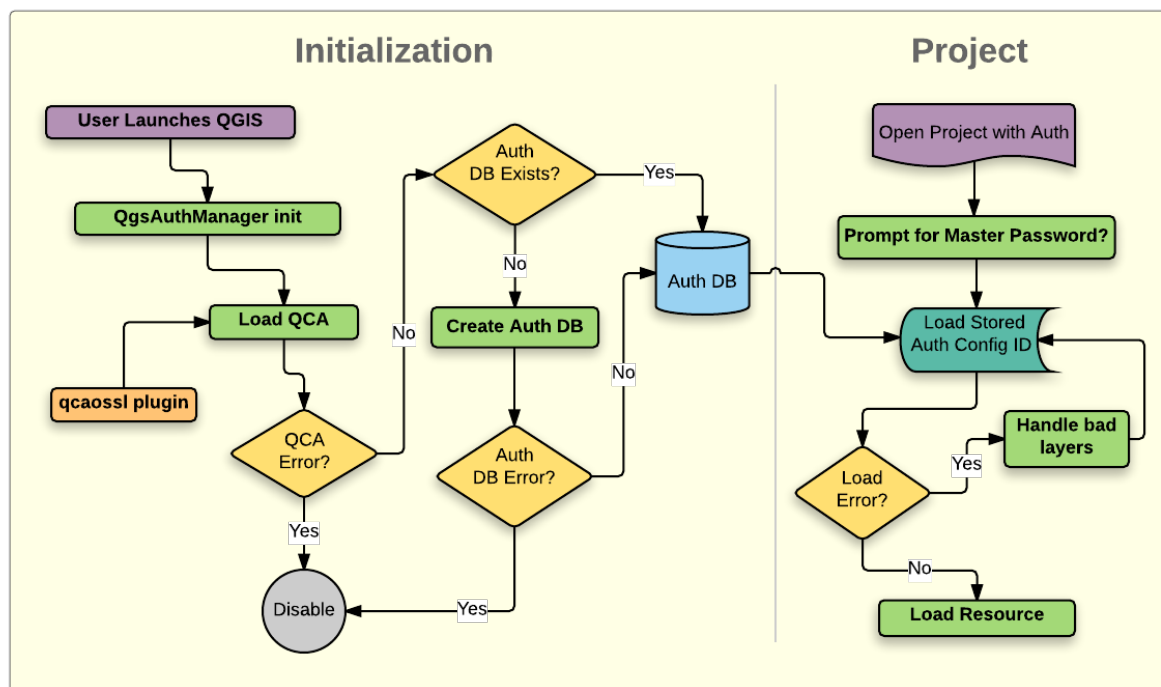 Initialization
User Launches QGIS
QgsAuthManager init
Load QCA
qcaossl plugin
QCA
Error?
Yes
Disable
No
Auth
DB Exists?
Yes
No
Create Auth DB
Auth
DB Error?
Yes
No
Auth DB
Project
Open Project with Auth
Prompt for Master Password?
Load Stored
Auth Config ID
Load
Error?
Yes
Handle bad
layers
No
Load Resource